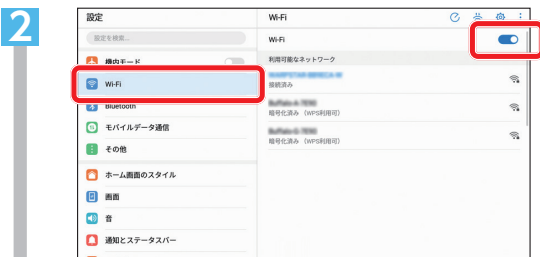 2
設定
設定を検索...
機内モード
Wi-Fi
Bluetooth
モバイルデータ通信
その他
ホーム画面のスタイル
画面
音
通知とステータスバー
Wi-Fi
Wi-Fi
利用可能なネットワーク
接続済み
暗号化済み（WPS利用可）
暗号化済み（WPS利用可）